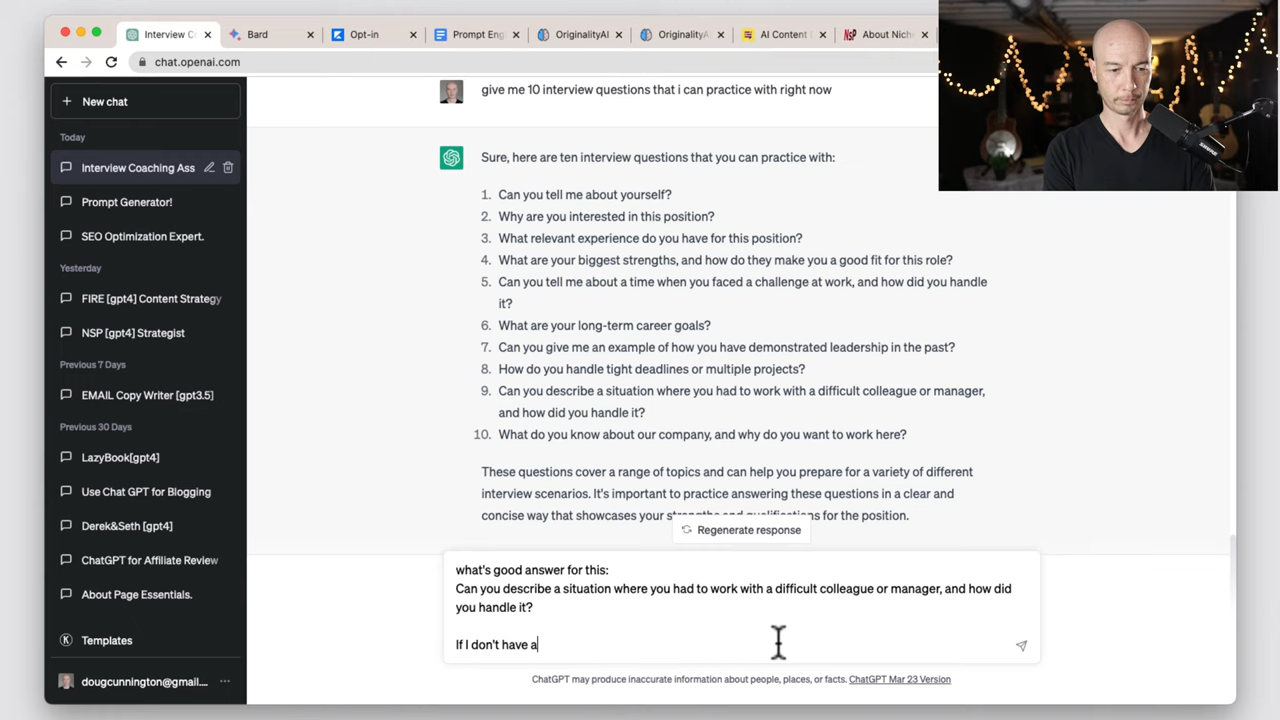 Interview C
Bard
Opt-in
Prompt Eng
OriginalityAI
OriginalityA
AI Content
NSP
About Nich
chat.openai.com
New chat
Today
Interview Coaching Ass
Prompt Generator!
SEO Optimization Expert.
Yesterday
FIRE [gpt4] Content Strategy
NSP [gpt4] Strategist
Previous 7 Days
EMAIL Copy Writer [gpt3.5]
Previous 30 Days
LazyBook[gpt4]
Use Chat GPT for Blogging
Derek&Seth [gpt4]
ChatGPT for Affiliate Review
About Page Essentials.
K
Templates
dougcunnington@gmail....
give me 10 interview questions that i can practice with right now
Sure, here are ten interview questions that you can practice with:
1. Can you tell me about yourself?
2. Why are you interested in this position?
3. What relevant experience do you have for this position?
4. What are your biggest strengths, and how do they make you a good fit for this role?
5. Can you tell me about a time when you faced a challenge at work, and how did you handle
it?
6. What are your long-term career goals?
7. Can you give me an example of how you have demonstrated leadership in the past?
8. How do you handle tight deadlines or multiple projects?
9. Can you describe a situation where you had to work with a difficult colleague or manager,
and how did you handle it?
10. What do you know about our company, and why do you want to work here?
These questions cover a range of topics and can help you prepare for a variety of different
interview scenarios. It's important to practice answering these questions in a clear and
concise way that showcases your strengths and qualifications for the position.
Regenerate response
what's good answer for this:
Can you describe a situation where you had to work with a difficult colleague or manager, and how did
you handle it?
If I don't have a
ChatGPT may produce inaccurate information about people, places, or facts. ChatGPT Mar 23 Version
SHURE